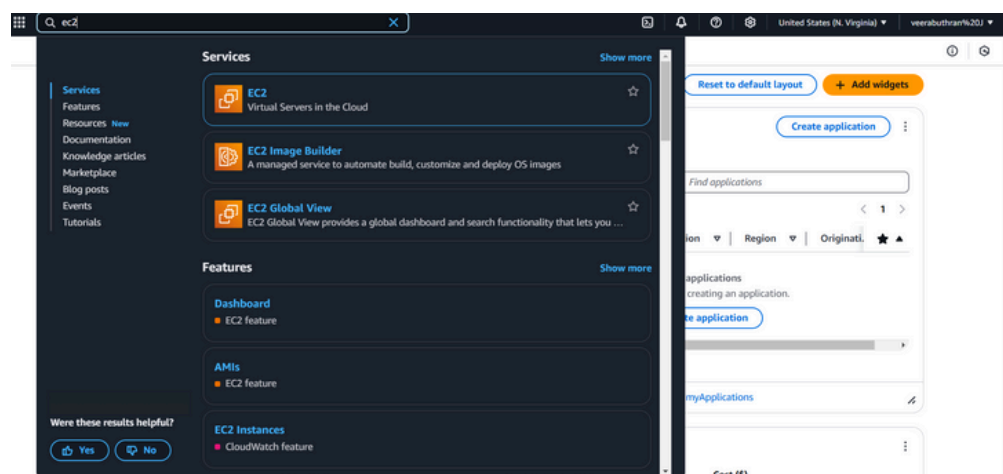 ec2
United States (N. Virginia)
veerabuthran%20J
Services
Features
Resources New
Documentation
Knowledge articles
Marketplace
Blog posts
Events
Tutorials
Were these results helpful?
Yes No
Services Show more
EC2
Virtual Servers in the Cloud
EC2 Image Builder
A managed service to automate build, customize and deploy OS images
EC2 Global View
EC2 Global View provides a global dashboard and search functionality that lets you ...
Features Show more
Dashboard
EC2 feature
AMIs
EC2 feature
EC2 Instances
CloudWatch feature
Reset to default layout
+ Add widgets
Create application
Find applications
1
ion Region Originati.
applications
creating an application.
te application
myApplications
Cost ($)